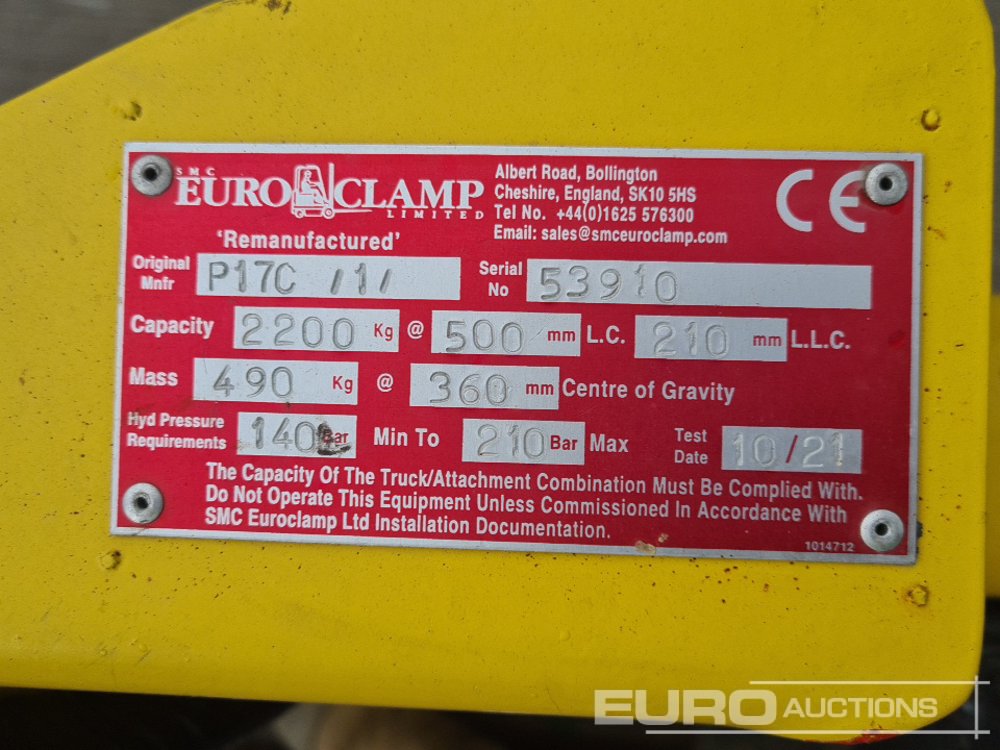 SMC
EUROCLAMP
LIMITED
Albert Road, Bollington
Cheshire, England, SK10 5HS
Tel No. +44(0)1625 576300
Email: sales@smceuroclamp.com
CE
'Remanufactured'
Original Mnfr P17C /1/ Serial No 53910
Capacity 2200 Kg @ 500 mm L.C. 210 mm L.L.C.
Mass 490 Kg @ 360 mm Centre of Gravity
Hyd Pressure Requirements 140 Bar Min To 210 Bar Max Test Date 10/21
The Capacity Of The Truck/Attachment Combination Must Be Complied With.
Do Not Operate This Equipment Unless Commissioned In Accordance With
SMC Euroclamp Ltd Installation Documentation.
1014712
EURO AUCTIONS